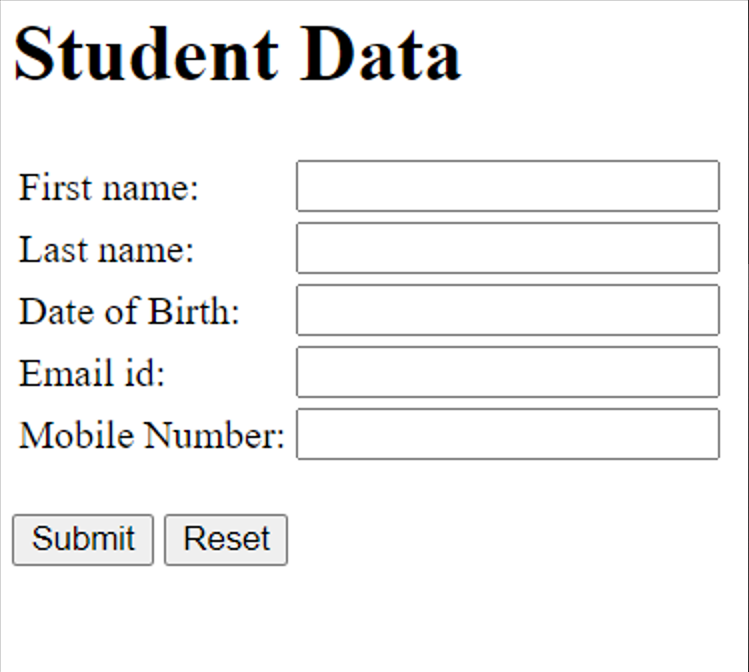 Student Data
First name:
Last name:
Date of Birth:
Email id:
Mobile Number:
Submit Reset